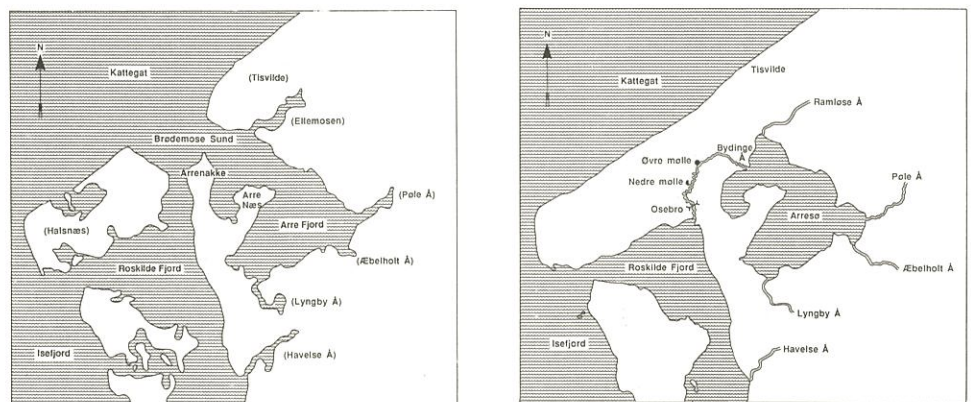 N
Kattegat
(Tisvilde)
(Ellemosen)
Brødemose Sund
Arrenakke
Arre
Næs
(Pøle Å)
(Halsnæs)
Arre Fjord
(Æbelholt Å)
Roskilde Fjord
(Lyngby Å)
Isefjord
(Havelse Å)
N
Tisvilde
Kattegat
Ramløse Å
Bydinge
Å
Øvre mølle
Pøle Å
Nedre mølle
Osebro
Arresø
Roskilde Fjord
Æbelholt Å
Lyngby Å
Isefjord
Havelse Å